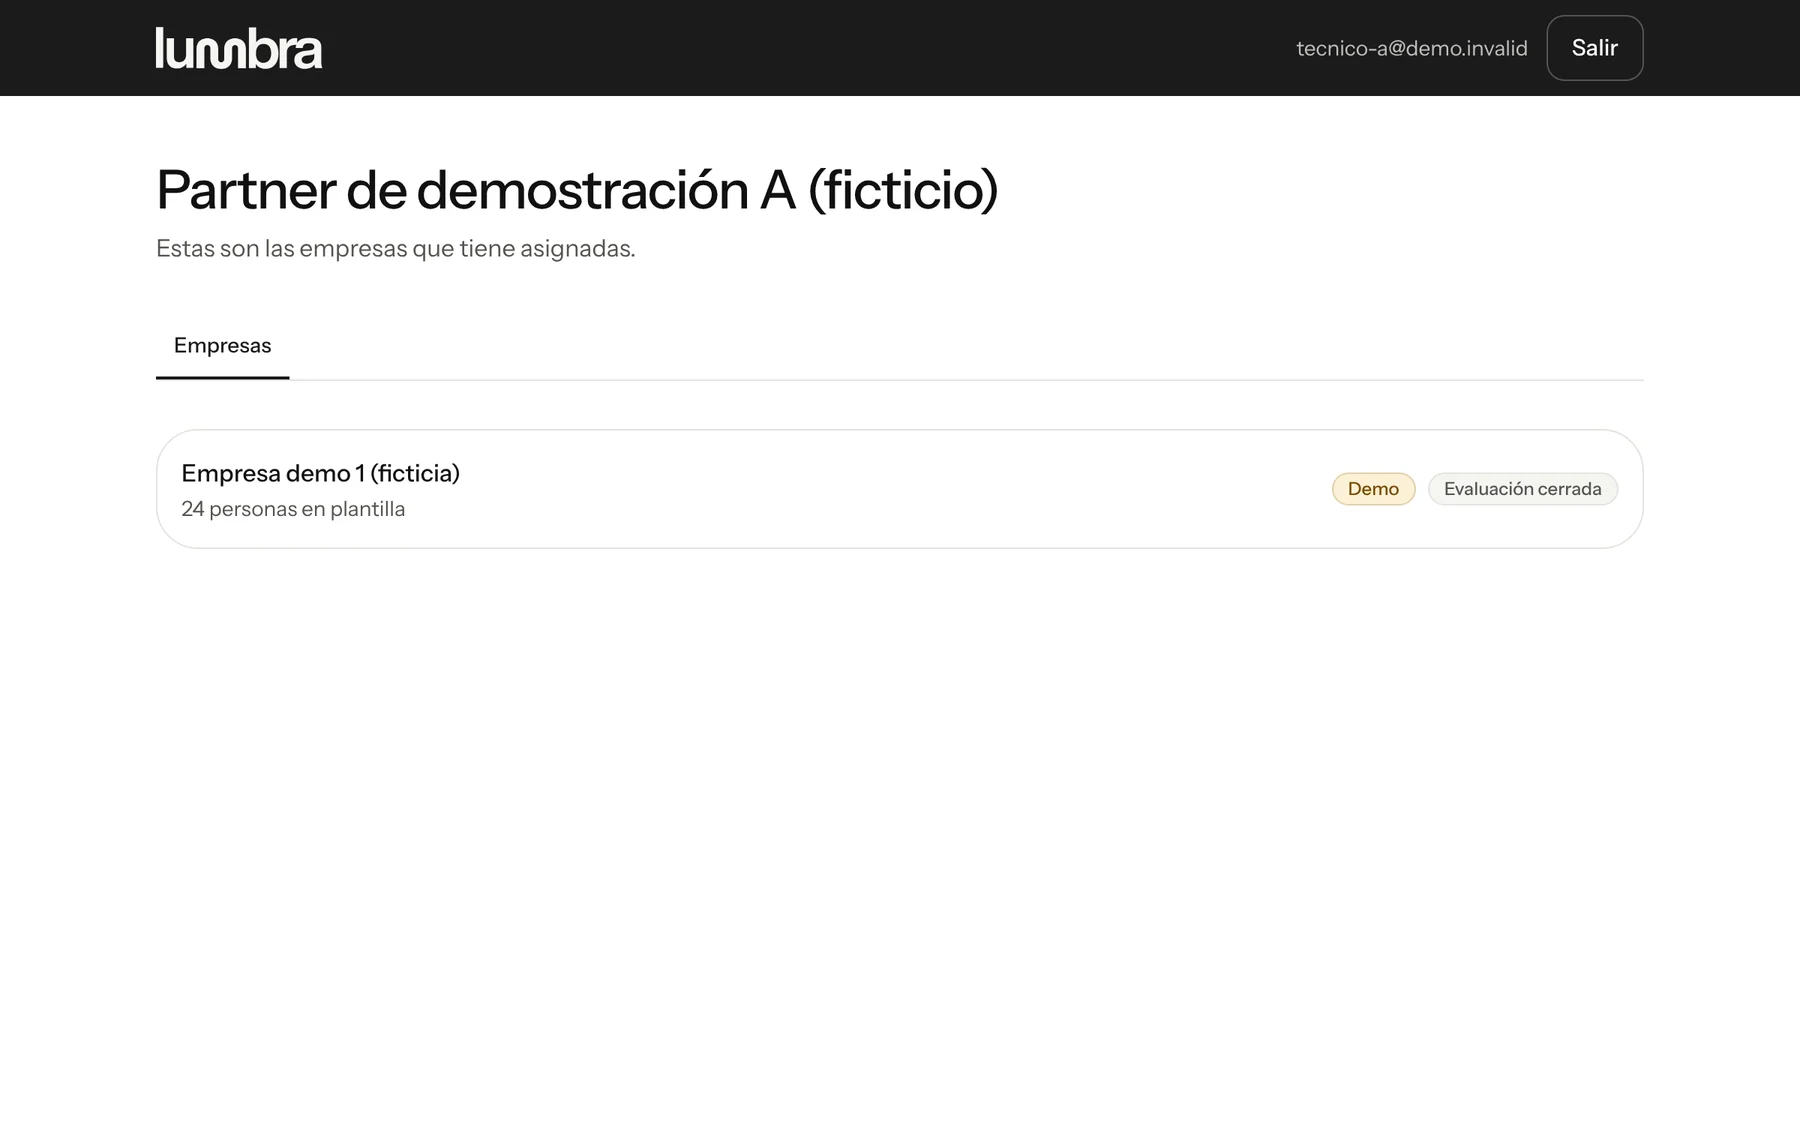 lumbra
tecnico-a@demo.invalid
Salir
Partner de demostración A (ficticio)
Estas son las empresas que tiene asignadas.
Empresas
Empresa demo 1 (ficticia)
24 personas en plantilla
Demo
Evaluación cerrada